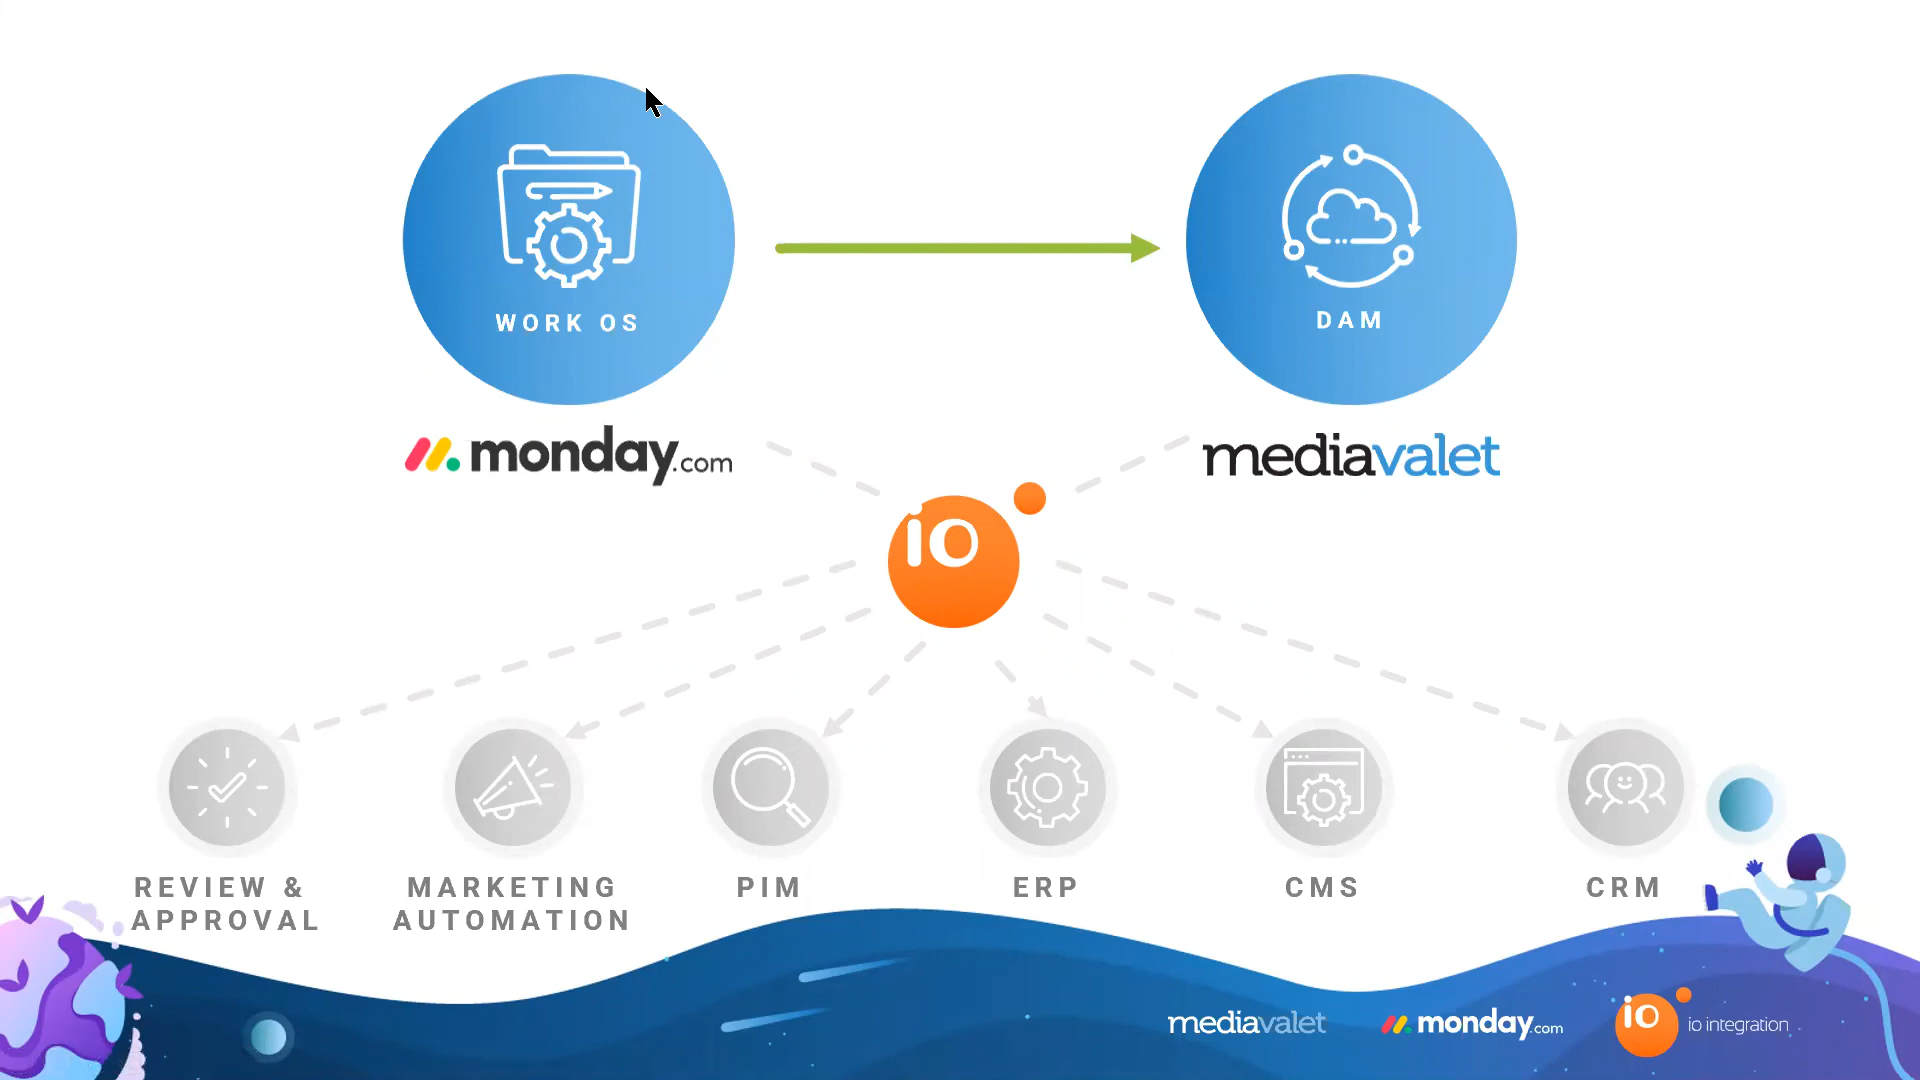 WORK OS
DAM
monday.com
mediavalet
io
REVIEW &
APPROVAL
MARKETING
AUTOMATION
PIM
ERP
CMS
CRM
mediavalet
monday.com
io
io integration